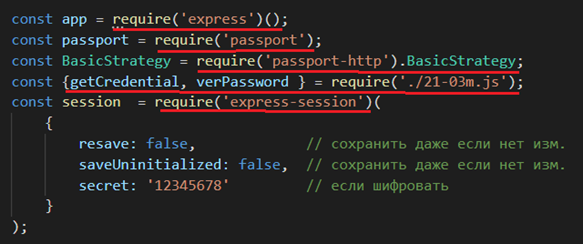 const app = require('express')();
const passport = require('passport');
const BasicStrategy = require('passport-http').BasicStrategy;
const {getCredential, verPassword } = require('./21-03m.js');
const session  = require('express-session')(
    {
        resave: false,              // сохранить даже если нет изм.
        saveUninitialized: false,  // сохранить даже если нет изм.
        secret: '12345678'          // если шифровать
    }
);